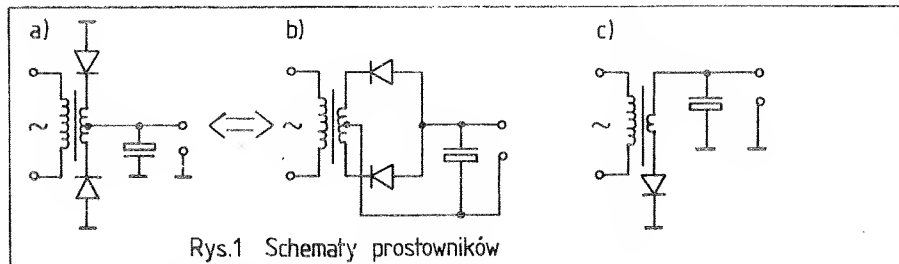 a)
b)
c)
~
~
~
Rys.1 Schematy prostowników